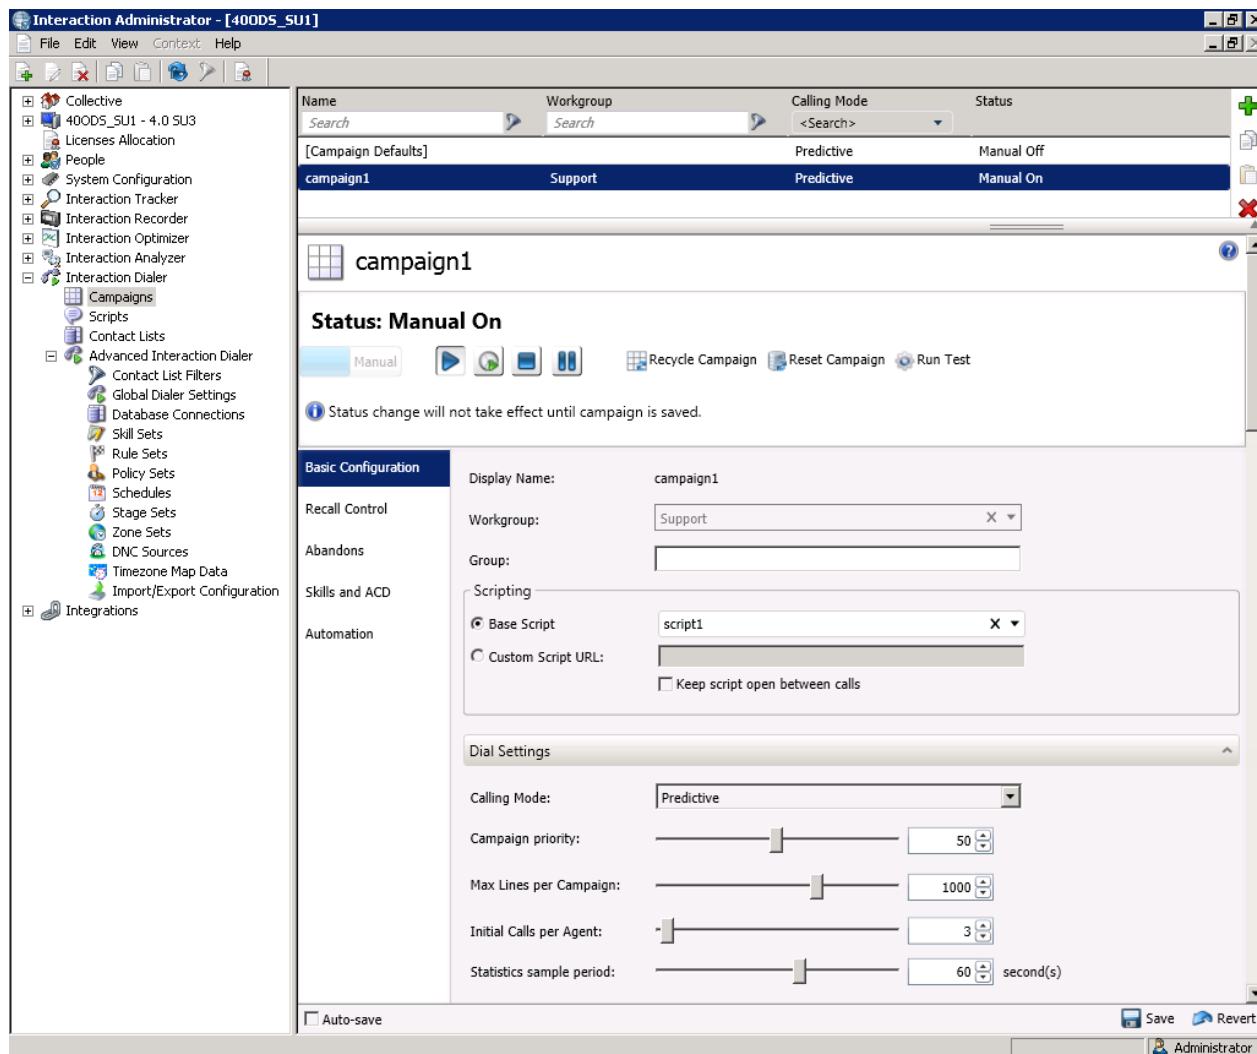 Interaction Administrator - [400DS_SU1]
File Edit View Context Help
Collective
400DS_SU1 - 4.0 SU3
Licenses Allocation
People
System Configuration
Interaction Tracker
Interaction Recorder
Interaction Optimizer
Interaction Analyzer
Interaction Dialer
Campaigns
Scripts
Contact Lists
Advanced Interaction Dialer
Contact List Filters
Global Dialer Settings
Database Connections
Skill Sets
Rule Sets
Policy Sets
Schedules
Stage Sets
Zone Sets
DNC Sources
Timezone Map Data
Import/Export Configuration
Integrations
Name Workgroup Calling Mode Status
Search Search <Search>
[Campaign Defaults] Predictive Manual Off
campaign1 Support Predictive Manual On
campaign1
Status: Manual On
Manual Recycle Campaign Reset Campaign Run Test
Status change will not take effect until campaign is saved.
Basic Configuration
Recall Control
Abandons
Skills and ACD
Automation
Display Name: campaign1
Workgroup: Support
Group:
Scripting
Base Script script1
Custom Script URL:
Keep script open between calls
Dial Settings
Calling Mode: Predictive
Campaign priority: 50
Max Lines per Campaign: 1000
Initial Calls per Agent: 3
Statistics sample period: 60 second(s)
Auto-save Save Revert
Administrator